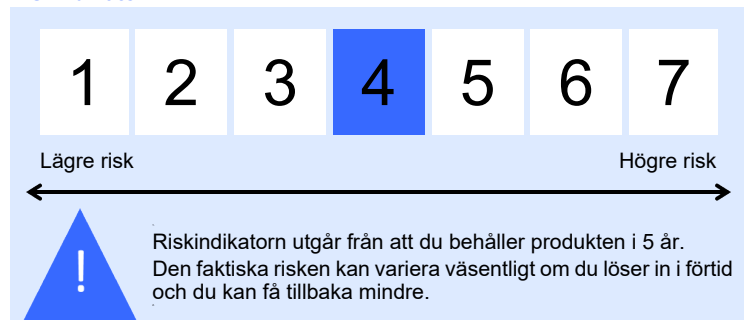 1 2 3 4 5 6 7
Lägre risk Högre risk
!
Riskindikatorn utgår från att du behåller produkten i 5 år.
Den faktiska risken kan variera väsentligt om du löser in i förtid
och du kan få tillbaka mindre.